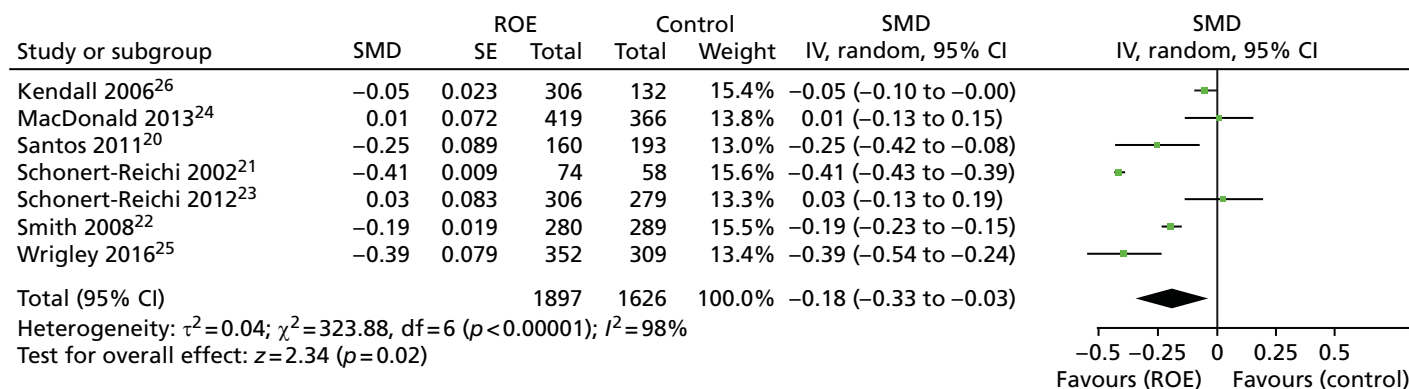 ROE Control SMD SMD
Study or subgroup SMD SE Total Total Weight IV, random, 95% CI IV, random, 95% CI
Kendall 2006²⁶ −0.05 0.023 306 132 15.4% −0.05 (−0.10 to −0.00)
MacDonald 2013²⁴ 0.01 0.072 419 366 13.8% 0.01 (−0.13 to 0.15)
Santos 2011²⁰ −0.25 0.089 160 193 13.0% −0.25 (−0.42 to −0.08)
Schonert-Reichi 2002²¹ −0.41 0.009 74 58 15.6% −0.41 (−0.43 to −0.39)
Schonert-Reichi 2012²³ 0.03 0.083 306 279 13.3% 0.03 (−0.13 to 0.19)
Smith 2008²² −0.19 0.019 280 289 15.5% −0.19 (−0.23 to −0.15)
Wrigley 2016²⁵ −0.39 0.079 352 309 13.4% −0.39 (−0.54 to −0.24)
Total (95% CI) 1897 1626 100.0% −0.18 (−0.33 to −0.03)
Heterogeneity: τ²=0.04; χ²=323.88, df=6 (p<0.00001); I²=98%
Test for overall effect: z=2.34 (p=0.02)
−0.5 −0.25 0 0.25 0.5
Favours (ROE) Favours (control)